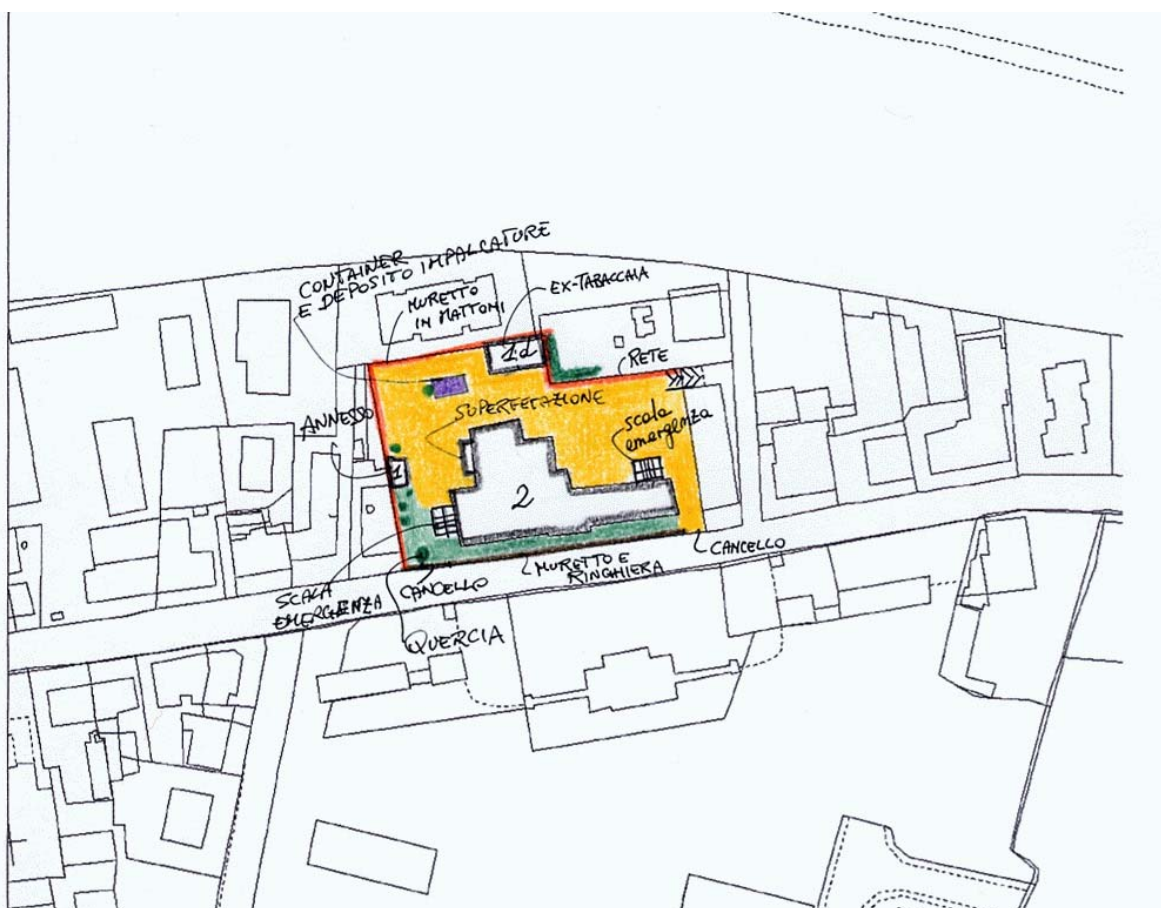 CONTAINER
E DEPOSITO IMPALCATURE
MURETTO
IN MATTONI
EX-TABACCAIA
1d
RETE
ANNESSO
SUPERFETAZIONE
scala
emergenza
1
2
CANCELLO
MURETTO E
RINGHIERA
CANCELLO
SCALA
EMERGENZA
QUERCIA